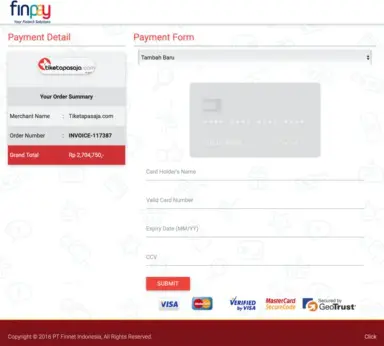 finpay
Your Fintech Solutions
Payment Detail
Payment Form
tiketapasaja.com
Your Order Summary
Merchant Name : Tiketapasaja.com
Order Number : INVOICE-117387
Grand Total Rp 2,704,750,-
Tambah Baru
Card Holder's Name
Valid Card Number
Expiry Date (MM/YY)
CCV
SUBMIT
VISA
MasterCard
VERIFIED by VISA
MasterCard SecureCode
Secured by GeoTrust
Copyright © 2016 PT Finnet Indonesia, All Rights Reserved.
Click